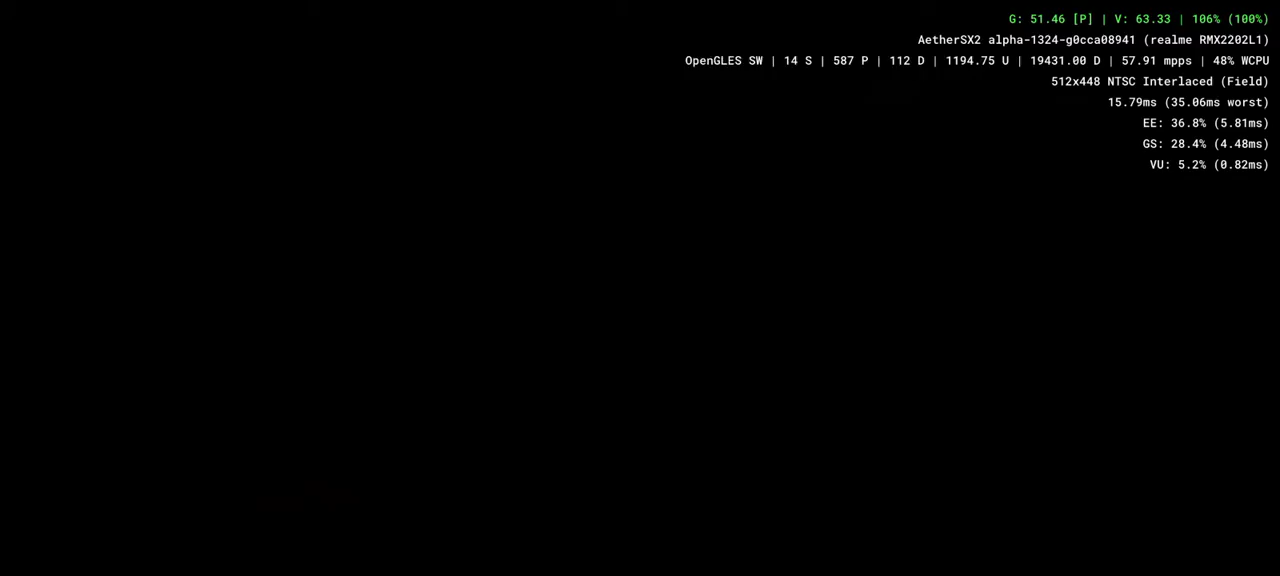 G: 51.46 [P] | V: 63.33 | 106% (100%)
AetherSX2 alpha-1324-g0cca08941 (realme RMX2202L1)
OpenGLES SW | 14 S | 587 P | 112 D | 1194.75 U | 19431.00 D | 57.91 mpps | 48% WCPU
512x448 NTSC Interlaced (Field)
15.79ms (35.06ms worst)
EE: 36.8% (5.81ms)
GS: 28.4% (4.48ms)
VU: 5.2% (0.82ms)